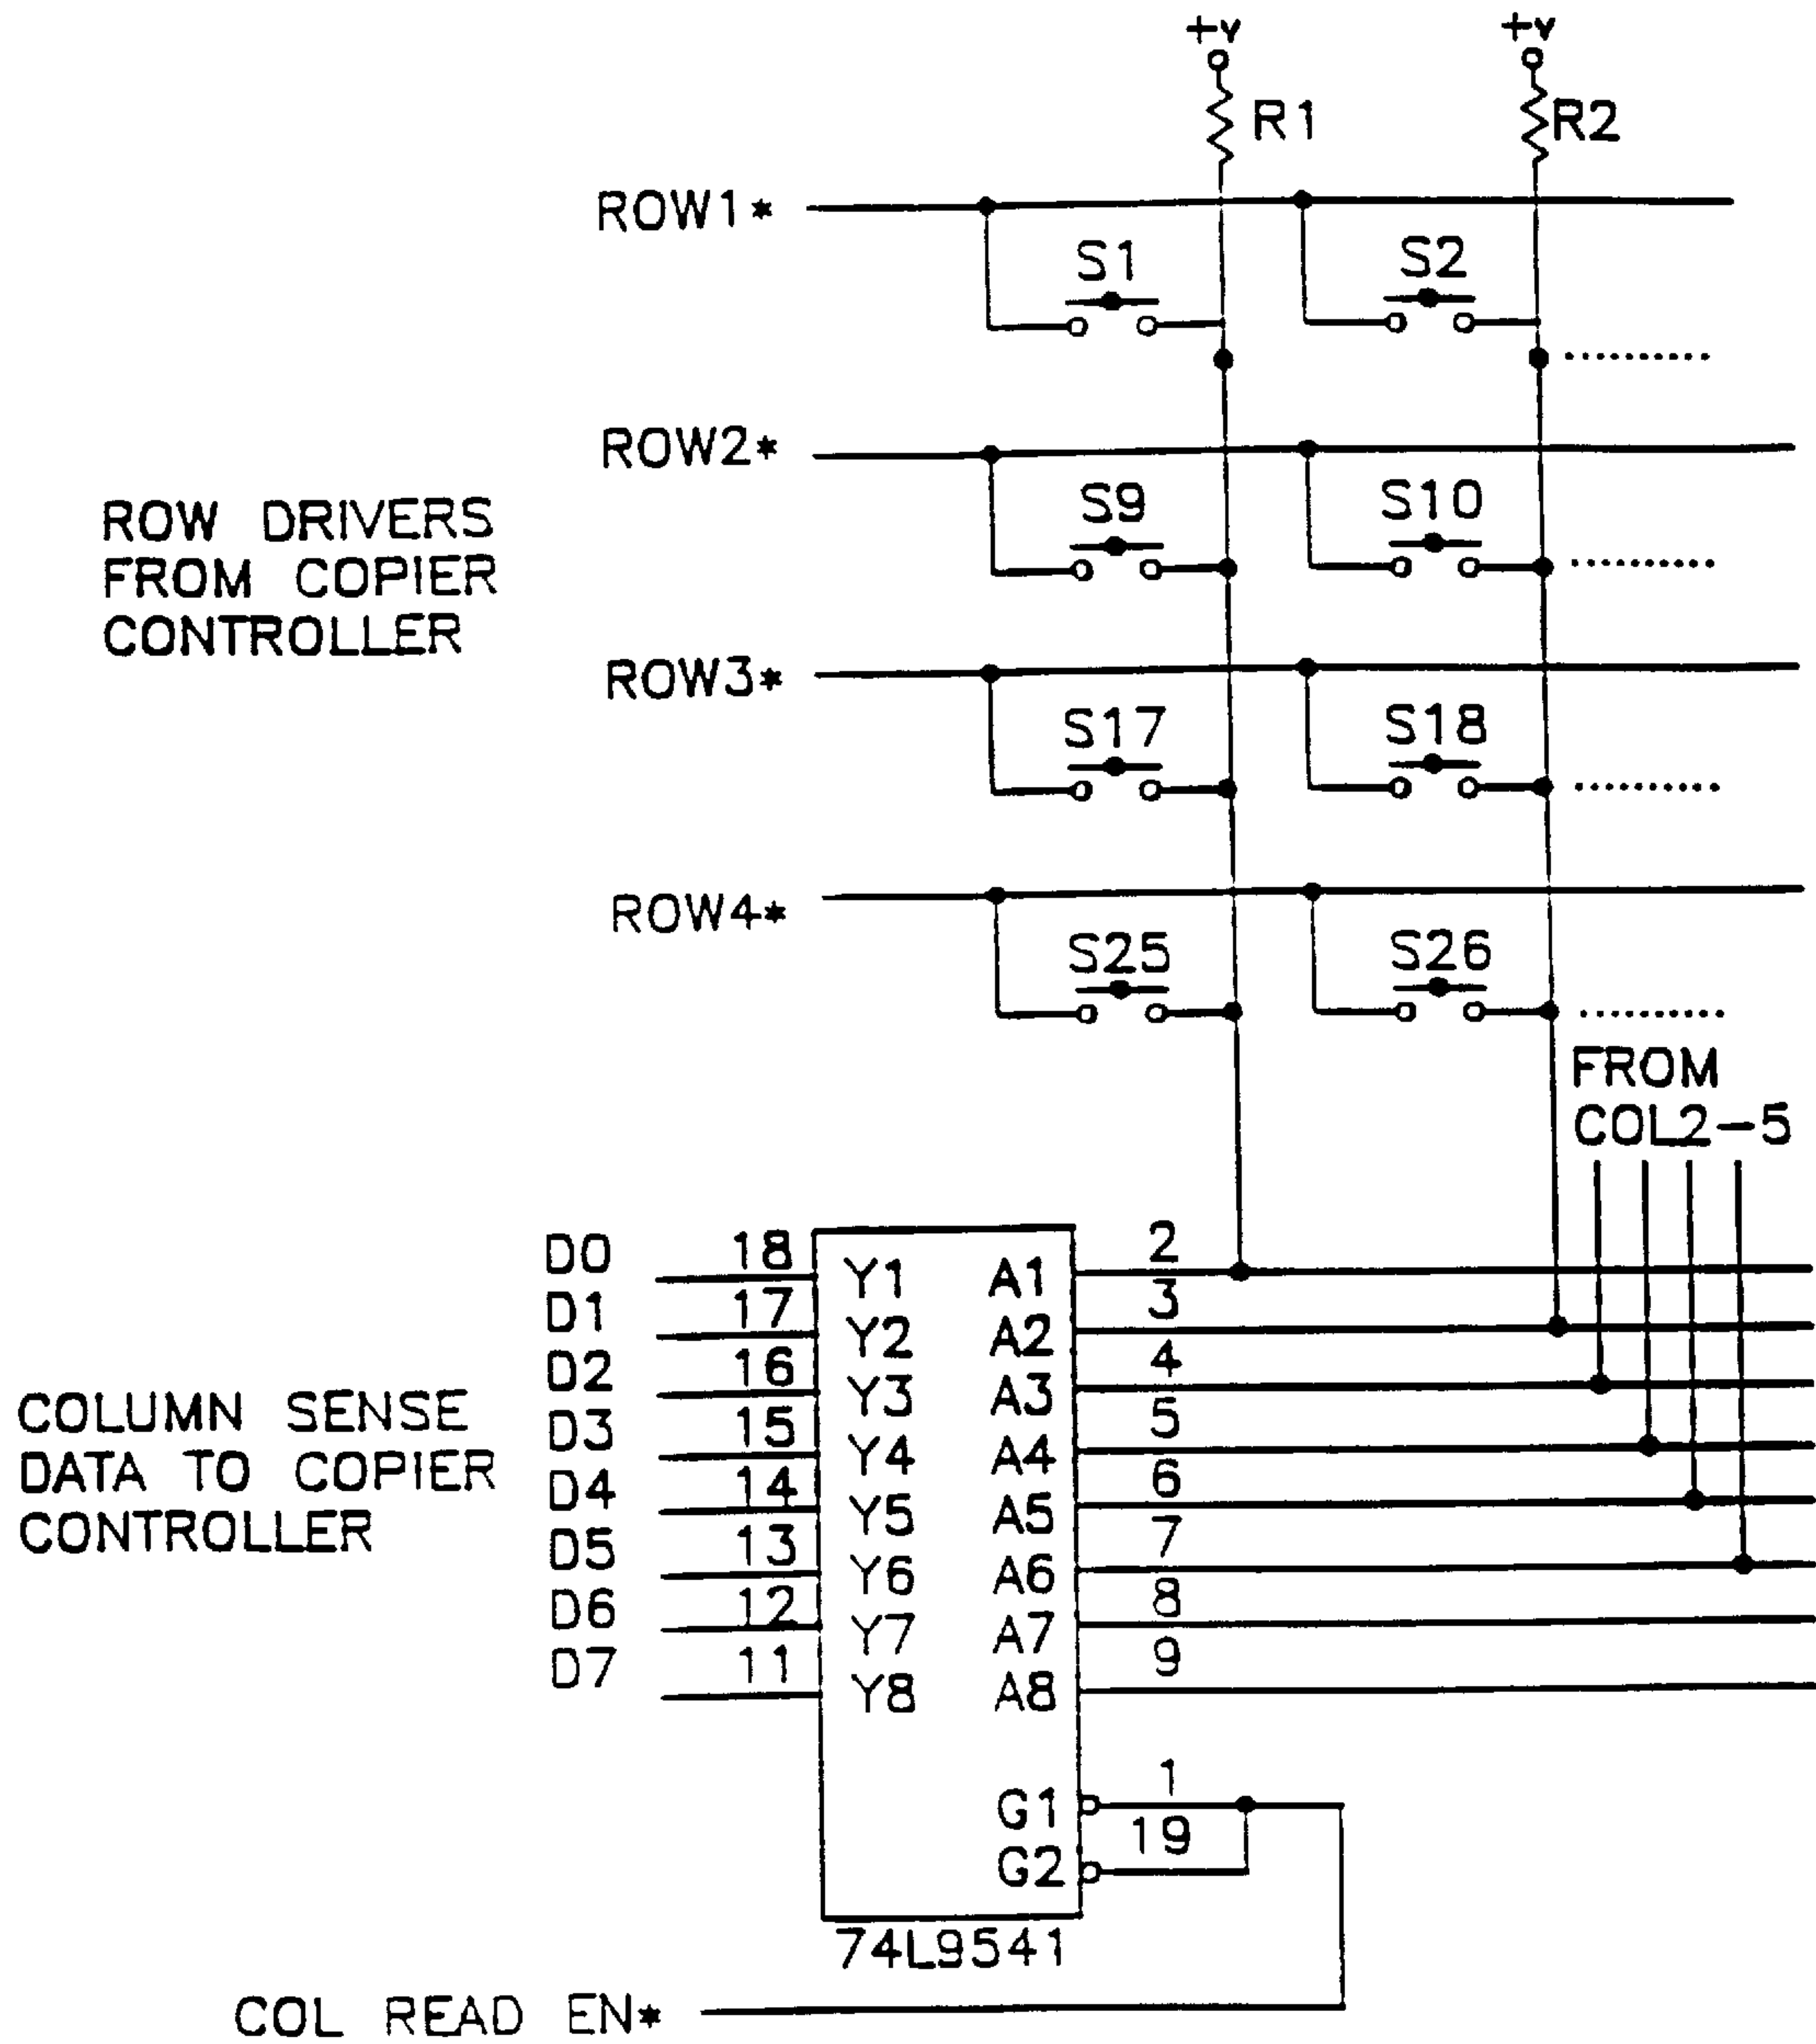 +v +v
R1 R2
ROW1*
S1 S2
ROW2*
S9 S10
ROW DRIVERS
FROM COPIER
CONTROLLER
ROW3*
S17 S18
ROW4*
S25 S26
FROM
COL2-5
D0 18 Y1 A1 2
D1 17 Y2 A2 3
D2 16 Y3 A3 4
D3 15 Y4 A4 5
D4 14 Y5 A5 6
D5 13 Y6 A6 7
D6 12 Y7 A7 8
D7 11 Y8 A8 9
COLUMN SENSE
DATA TO COPIER
CONTROLLER
G1 1
G2 19
74L9541
COL READ EN*